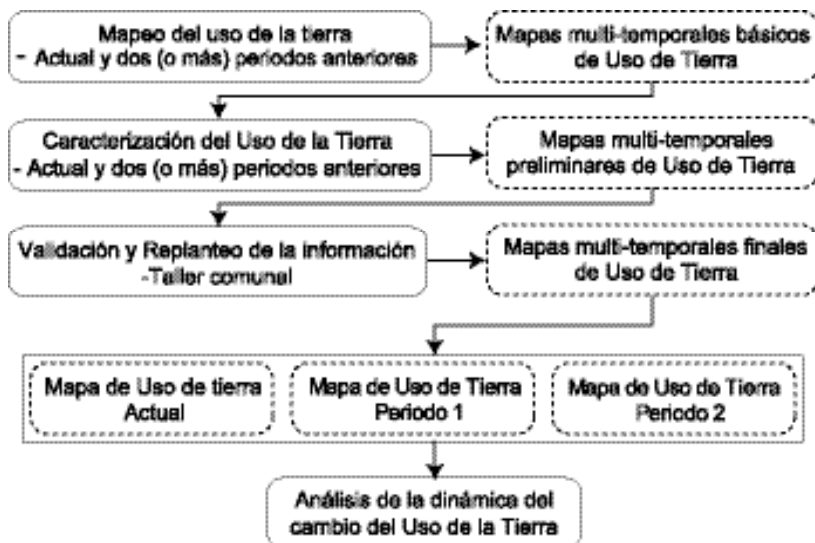 Mapeo del uso de la tierra
- Actual y dos (o más) periodos anteriores
Mapas multi-temporales básicos
de Uso de Tierra
Caracterización del Uso de la Tierra
- Actual y dos (o más) periodos anteriores
Mapas multi-temporales
preliminares de Uso de Tierra
Validación y Replanteo de la información
-Taller comunal
Mapas multi-temporales finales
de Uso de Tierra
Mapa de Uso de tierra
Actual
Mapa de Uso de Tierra
Periodo 1
Mapa de Uso de Tierra
Periodo 2
Análisis de la dinámica del
cambio del Uso de la Tierra